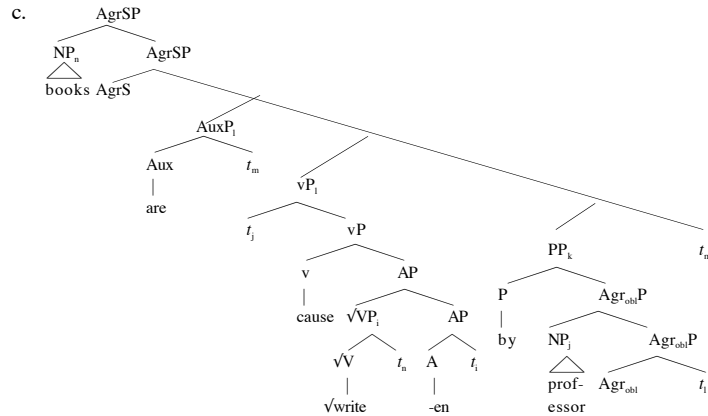 c. AgrSP
NPₙ AgrSP
books AgrS
AuxPₗ
Aux tₘ
are vPₗ
tⱼ vP PPₖ tₙ
v AP P AgrₒblP
cause √VPᵢ AP by NPⱼ AgrₒblP
√V tₙ A tᵢ prof- Agrₒbl tₗ
√write -en essor